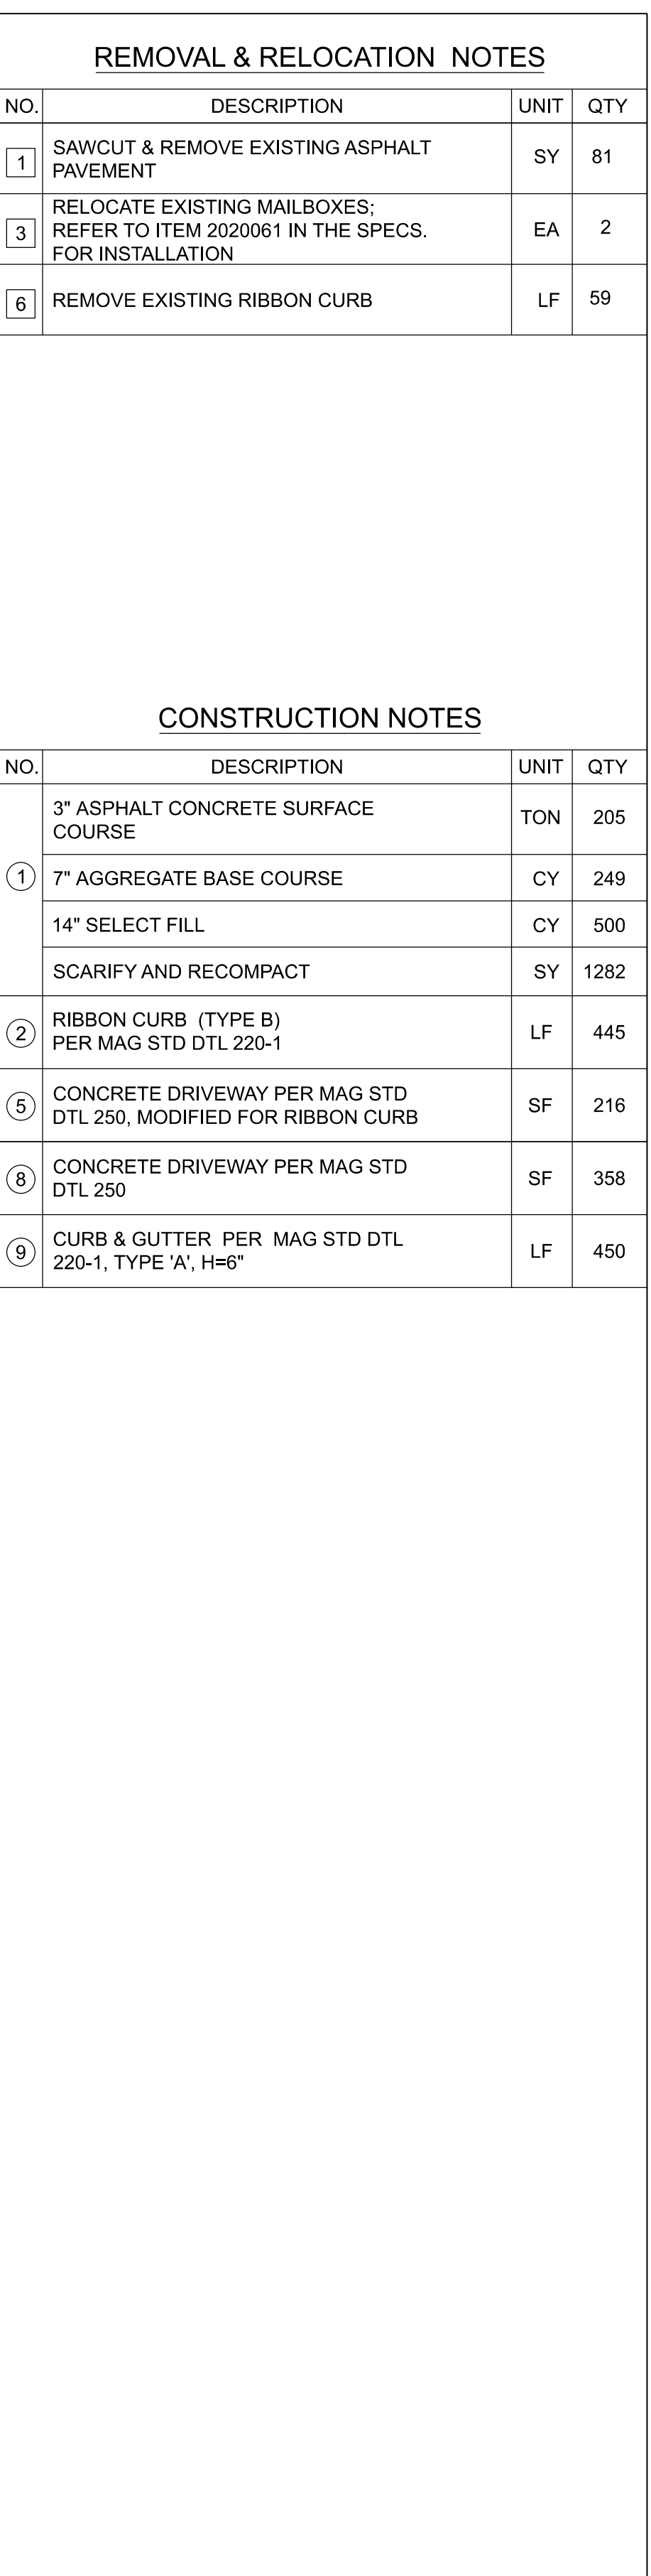 REMOVAL & RELOCATION NOTES
NO. DESCRIPTION UNIT QTY
1 SAWCUT & REMOVE EXISTING ASPHALT PAVEMENT SY 81
3 RELOCATE EXISTING MAILBOXES; REFER TO ITEM 2020061 IN THE SPECS. FOR INSTALLATION EA 2
6 REMOVE EXISTING RIBBON CURB LF 59
CONSTRUCTION NOTES
NO. DESCRIPTION UNIT QTY
1 3" ASPHALT CONCRETE SURFACE COURSE TON 205
7" AGGREGATE BASE COURSE CY 249
14" SELECT FILL CY 500
SCARIFY AND RECOMPACT SY 1282
2 RIBBON CURB (TYPE B) PER MAG STD DTL 220-1 LF 445
5 CONCRETE DRIVEWAY PER MAG STD DTL 250, MODIFIED FOR RIBBON CURB SF 216
8 CONCRETE DRIVEWAY PER MAG STD DTL 250 SF 358
9 CURB & GUTTER PER MAG STD DTL 220-1, TYPE 'A', H=6" LF 450